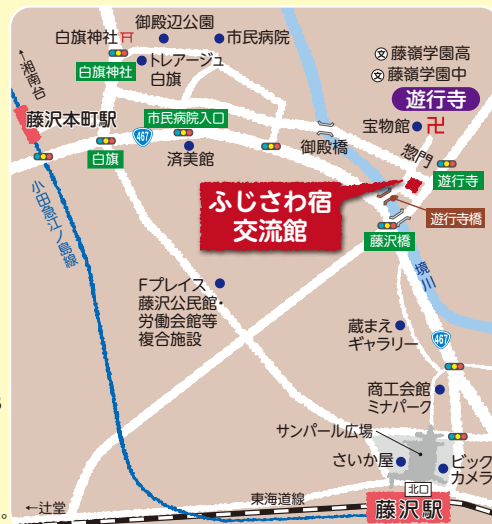 御殿辺公園
白旗神社
市民病院
←湘南台
白旗神社
トレアージュ
白旗
藤嶺学園高
藤嶺学園中
遊行寺
藤沢本町駅
市民病院入口
宝物館
467
白旗
済美館
御殿橋
惣門
遊行寺
ふじさわ宿
交流館
遊行寺橋
藤沢橋
小田急江ノ島線
境川
Fプレイス
藤沢公民館・
労働会館等
複合施設
蔵まえ
ギャラリー
467
商工会館
ミナパーク
サンパール広場
さいか屋
ビック
カメラ
北口
←辻堂
東海道線
藤沢駅
。